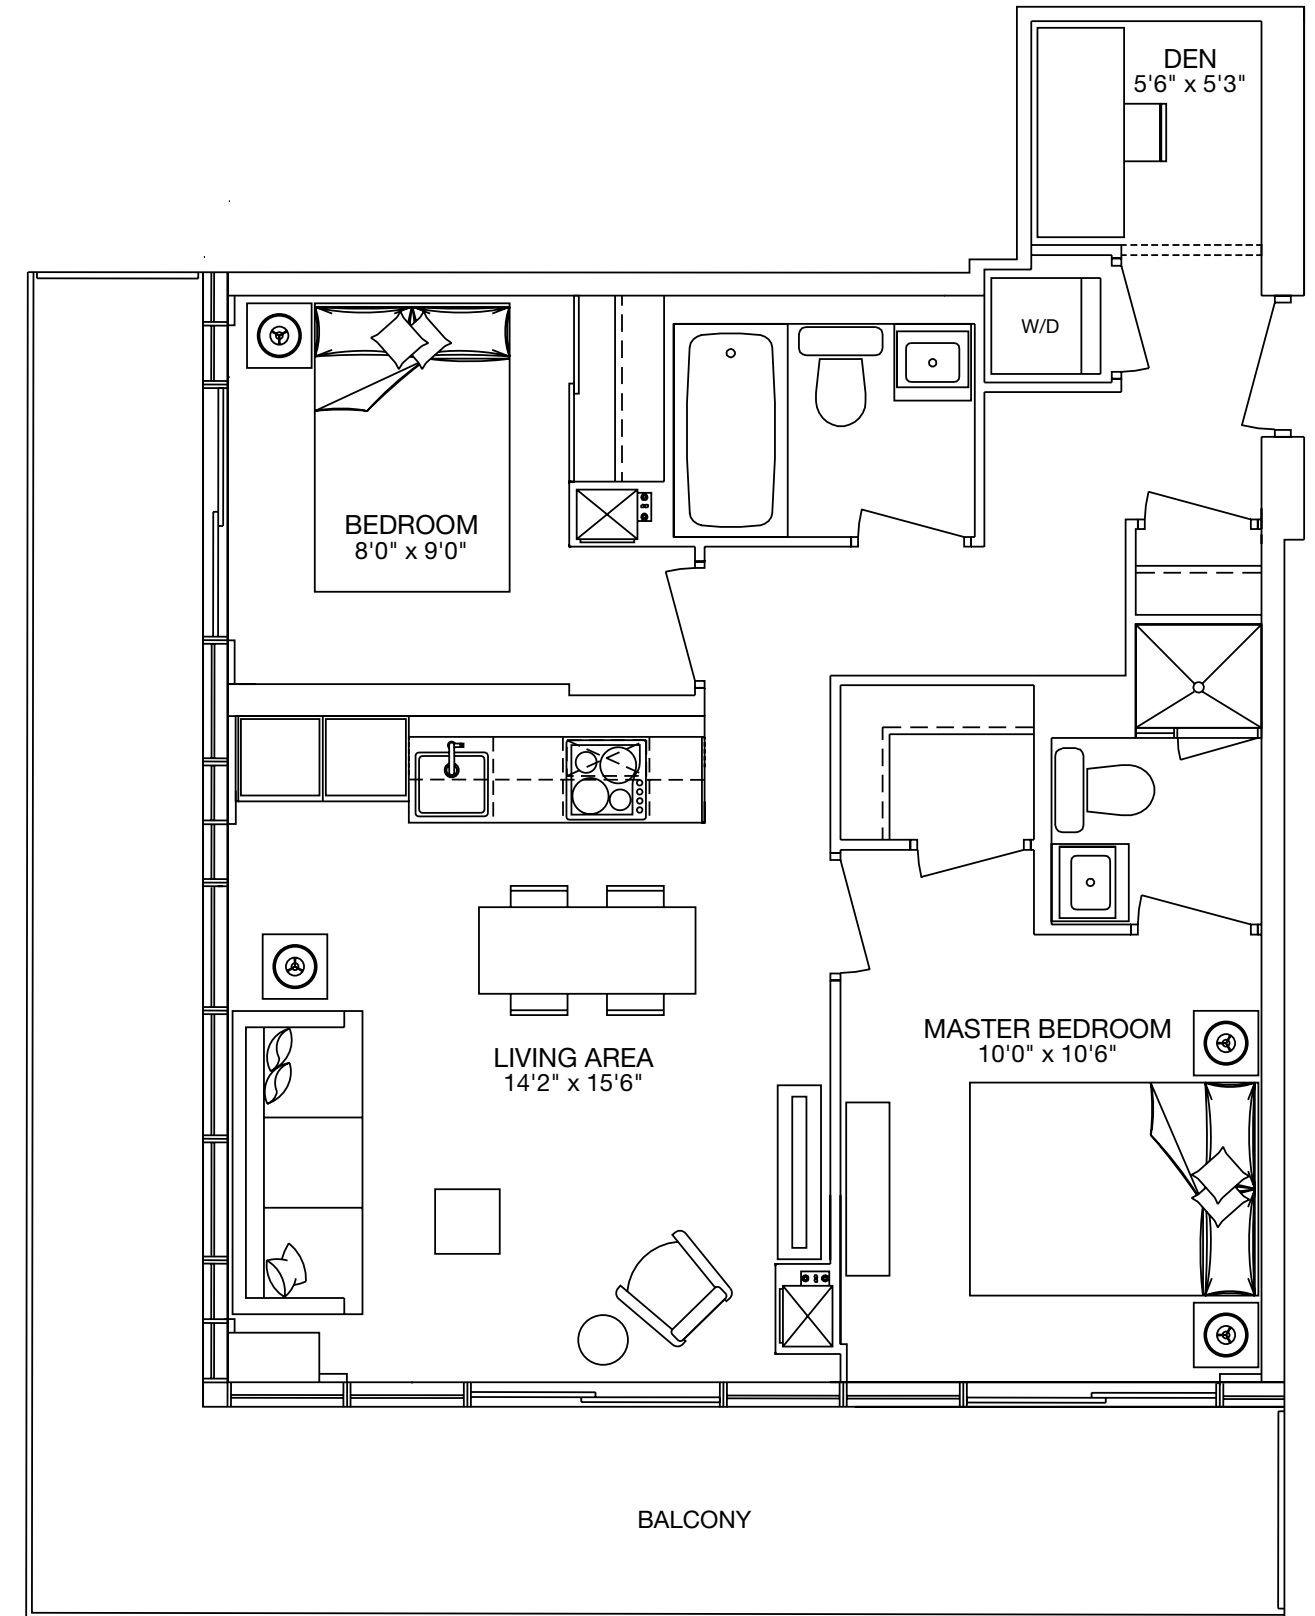 DEN
5'6" x 5'3"
W/D
BEDROOM
8'0" x 9'0"
MASTER BEDROOM
10'0" x 10'6"
LIVING AREA
14'2" x 15'6"
BALCONY